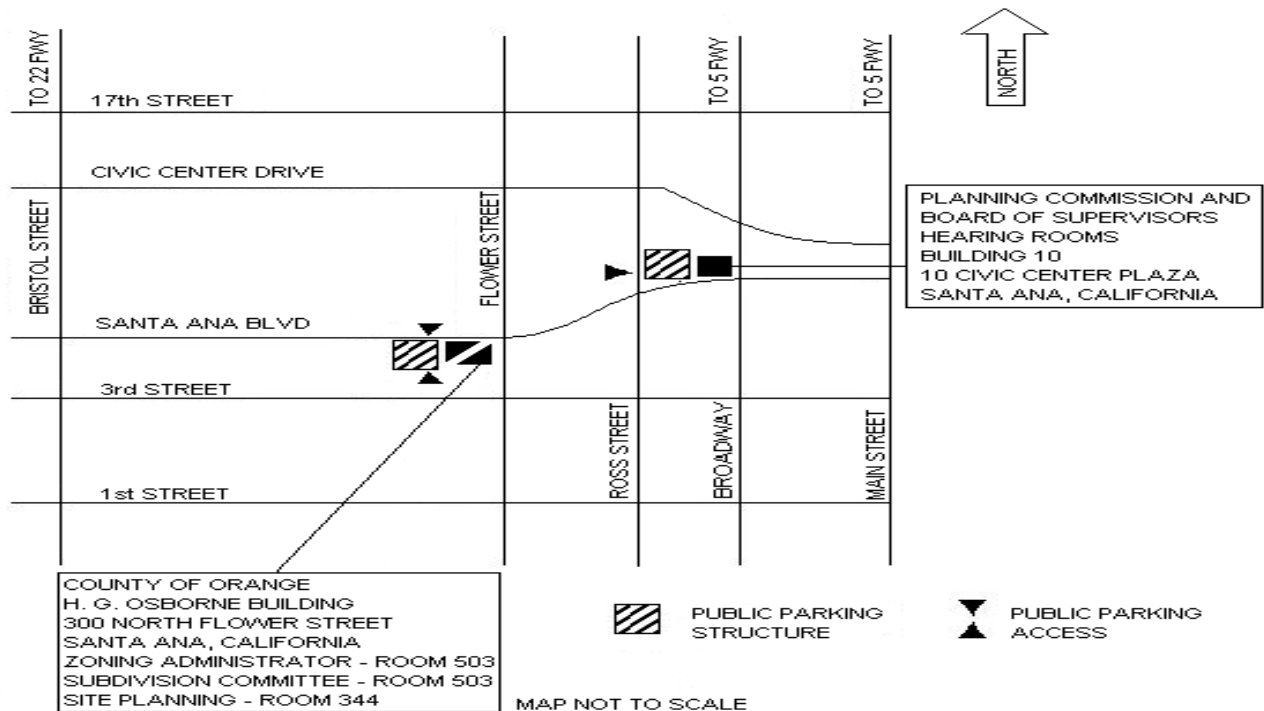 TO 22 FWY
TO 5 FWY
TO 5 FWY
NORTH
17th STREET
CIVIC CENTER DRIVE
BRISTOL STREET
FLOWER STREET
PLANNING COMMISSION AND
BOARD OF SUPERVISORS
HEARING ROOMS
BUILDING 10
10 CIVIC CENTER PLAZA
SANTA ANA, CALIFORNIA
SANTA ANA BLVD
3rd STREET
ROSS STREET
BROADWAY
MAIN STREET
1st STREET
COUNTY OF ORANGE
H. G. OSBORNE BUILDING
300 NORTH FLOWER STREET
SANTA ANA, CALIFORNIA
ZONING ADMINISTRATOR - ROOM 503
SUBDIVISION COMMITTEE - ROOM 503
SITE PLANNING - ROOM 344
PUBLIC PARKING
STRUCTURE
PUBLIC PARKING
ACCESS
MAP NOT TO SCALE